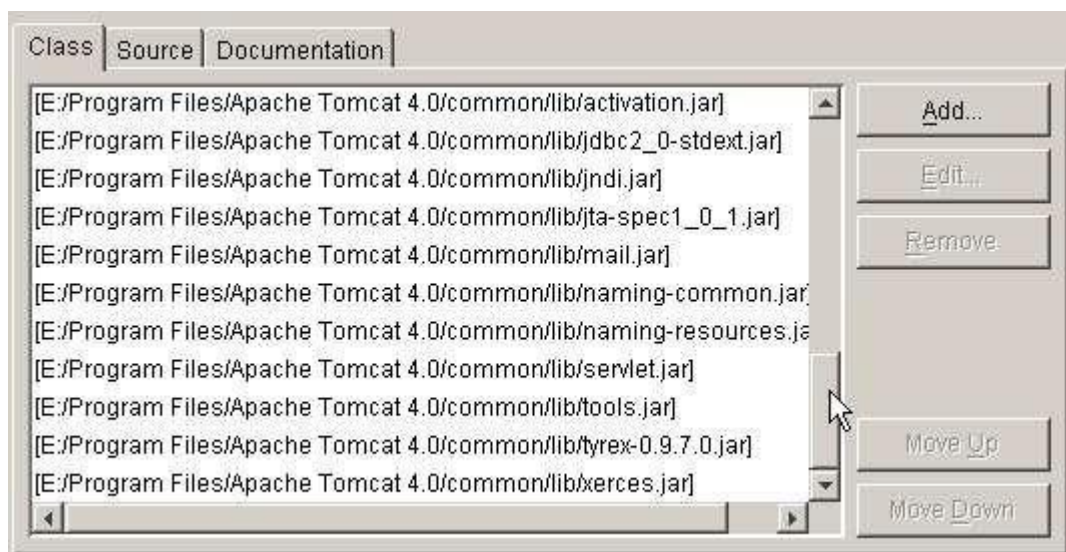 Class Source Documentation
[E:/Program Files/Apache Tomcat 4.0/common/lib/activation.jar]
[E:/Program Files/Apache Tomcat 4.0/common/lib/jdbc2_0-stdext.jar]
[E:/Program Files/Apache Tomcat 4.0/common/lib/jndi.jar]
[E:/Program Files/Apache Tomcat 4.0/common/lib/jta-spec1_0_1.jar]
[E:/Program Files/Apache Tomcat 4.0/common/lib/mail.jar]
[E:/Program Files/Apache Tomcat 4.0/common/lib/naming-common.jar]
[E:/Program Files/Apache Tomcat 4.0/common/lib/naming-resources.ja
[E:/Program Files/Apache Tomcat 4.0/common/lib/servlet.jar]
[E:/Program Files/Apache Tomcat 4.0/common/lib/tools.jar]
[E:/Program Files/Apache Tomcat 4.0/common/lib/tyrex-0.9.7.0.jar]
[E:/Program Files/Apache Tomcat 4.0/common/lib/xerces.jar]
Add...
Edit...
Remove
Move Up
Move Down